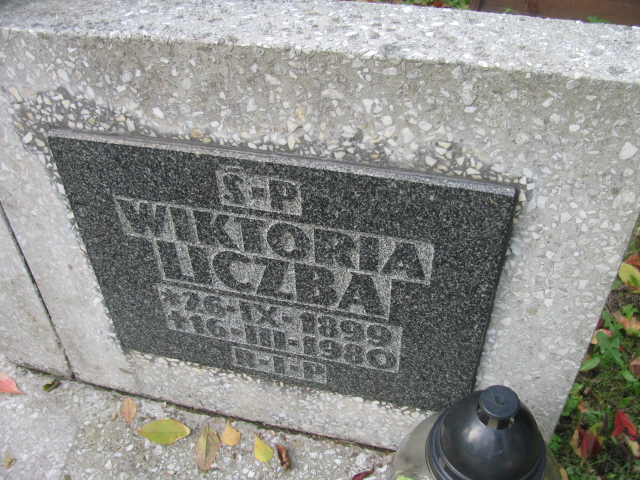 Ś-P
WIKTORIA
LICZBA
*26-IX-1899
†16-III-1980
R-I-P